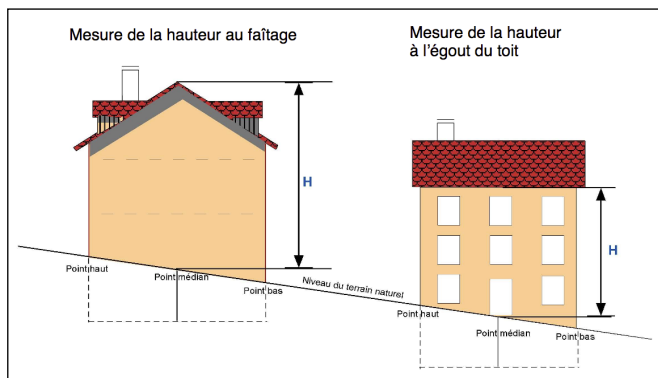 Mesure de la hauteur au faîtage
Mesure de la hauteur
à l'égout du toit
H
H
Point haut
Point médian
Point bas
Niveau du terrain naturel
Point haut
Point médian
Point bas